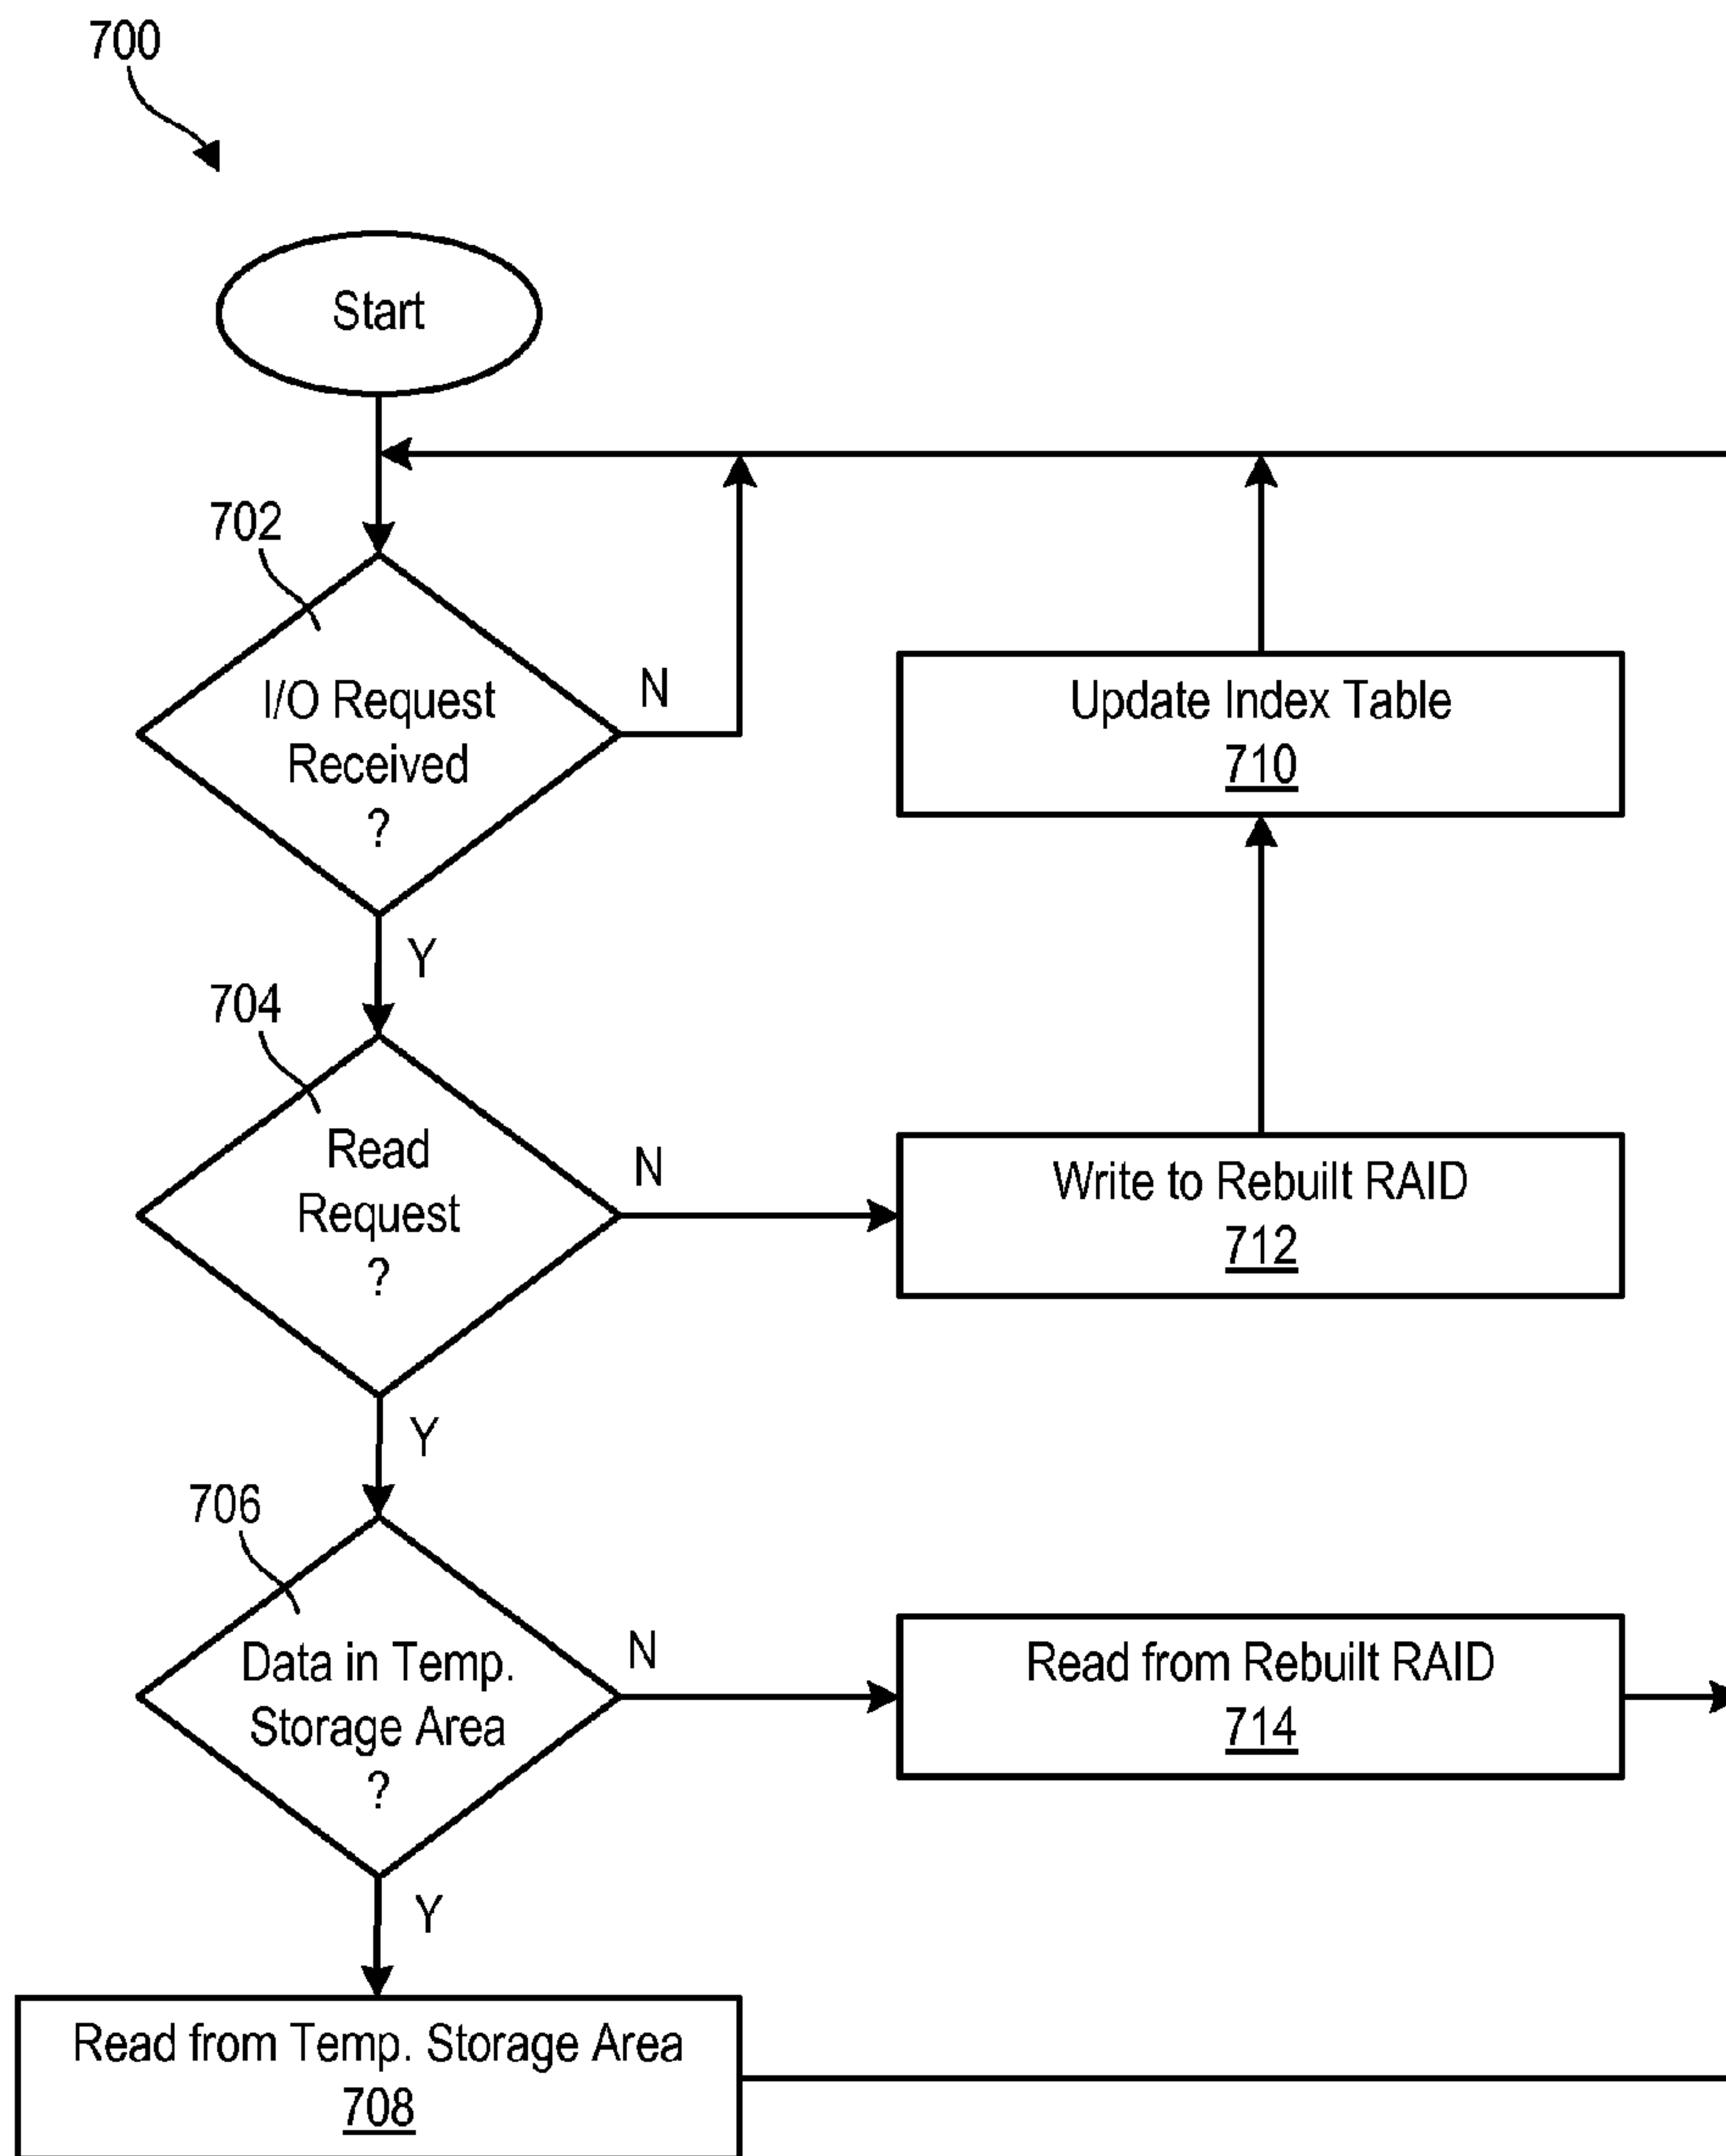 700
Start
702
I/O Request
Received
?
N
Update Index Table
710
Y
704
Read
Request
?
N
Write to Rebuilt RAID
712
Y
706
Data in Temp.
Storage Area
?
N
Read from Rebuilt RAID
714
Y
Read from Temp. Storage Area
708